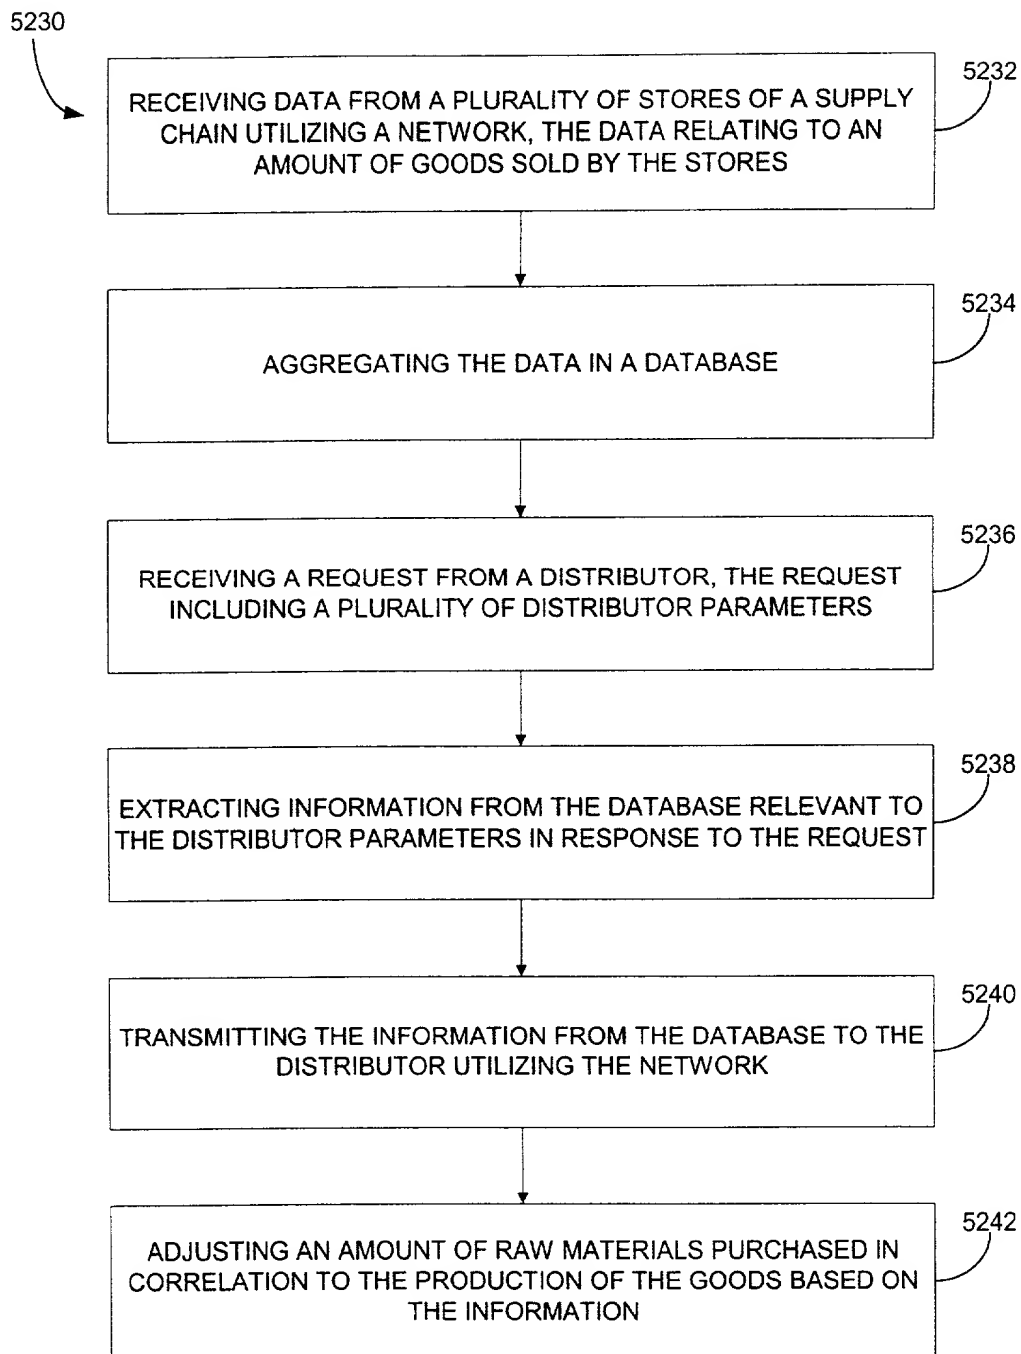 5230
5232
RECEIVING DATA FROM A PLURALITY OF STORES OF A SUPPLY
CHAIN UTILIZING A NETWORK, THE DATA RELATING TO AN
AMOUNT OF GOODS SOLD BY THE STORES
5234
AGGREGATING THE DATA IN A DATABASE
5236
RECEIVING A REQUEST FROM A DISTRIBUTOR, THE REQUEST
INCLUDING A PLURALITY OF DISTRIBUTOR PARAMETERS
5238
EXTRACTING INFORMATION FROM THE DATABASE RELEVANT TO
THE DISTRIBUTOR PARAMETERS IN RESPONSE TO THE REQUEST
5240
TRANSMITTING THE INFORMATION FROM THE DATABASE TO THE
DISTRIBUTOR UTILIZING THE NETWORK
5242
ADJUSTING AN AMOUNT OF RAW MATERIALS PURCHASED IN
CORRELATION TO THE PRODUCTION OF THE GOODS BASED ON
THE INFORMATION